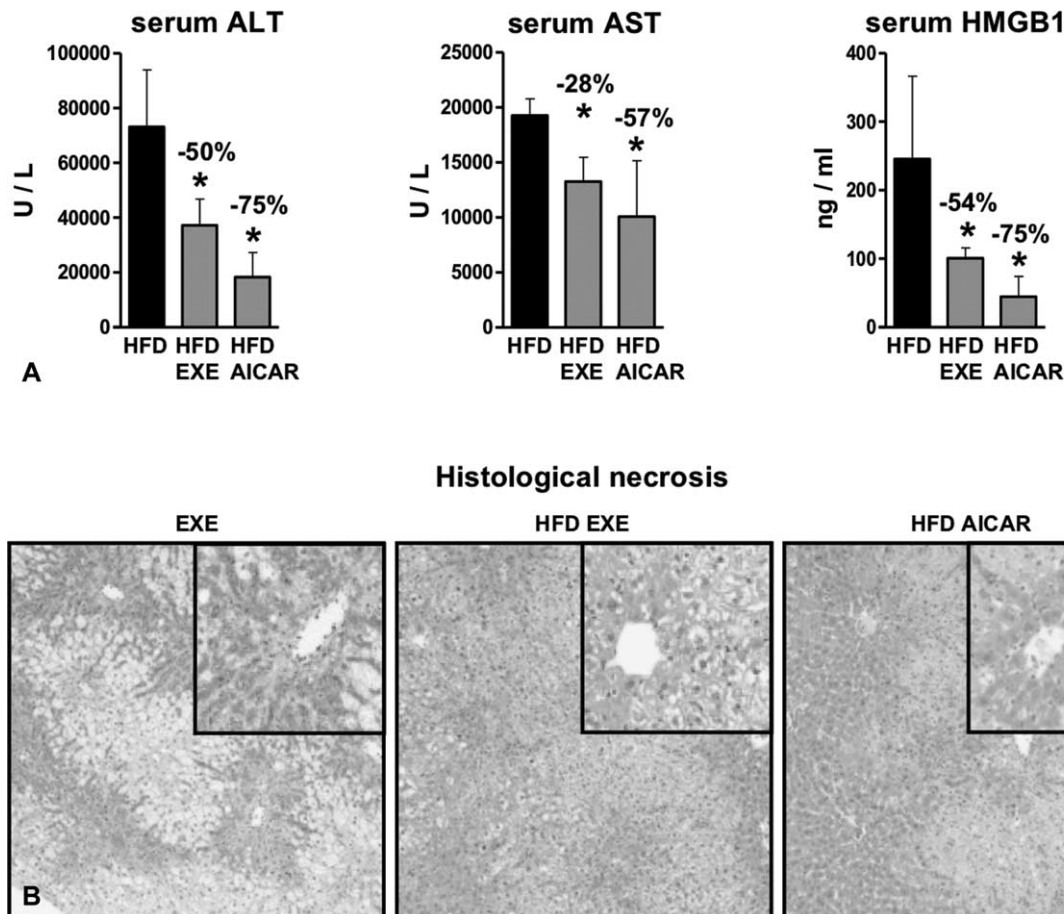 serum ALT
100000
80000
60000
40000
20000
0
U / L
-50%
*
-75%
*
HFD HFD HFD
EXE AICAR
serum AST
25000
20000
15000
10000
5000
0
U / L
-28%
*
-57%
*
HFD HFD HFD
EXE AICAR
serum HMGB1
400
300
200
100
0
ng / ml
-54%
*
-75%
*
HFD HFD HFD
EXE AICAR
A
Histological necrosis
EXE
HFD EXE
HFD AICAR
B